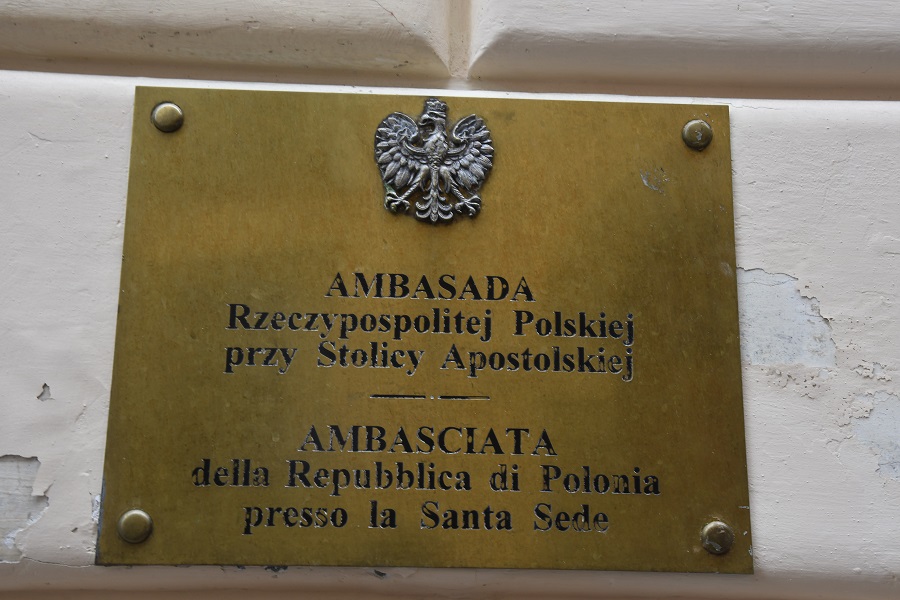 AMBASADA
Rzeczypospolitej Polskiej
przy Stolicy Apostolskiej
AMBASCIATA
della Repubblica di Polonia
presso la Santa Sede